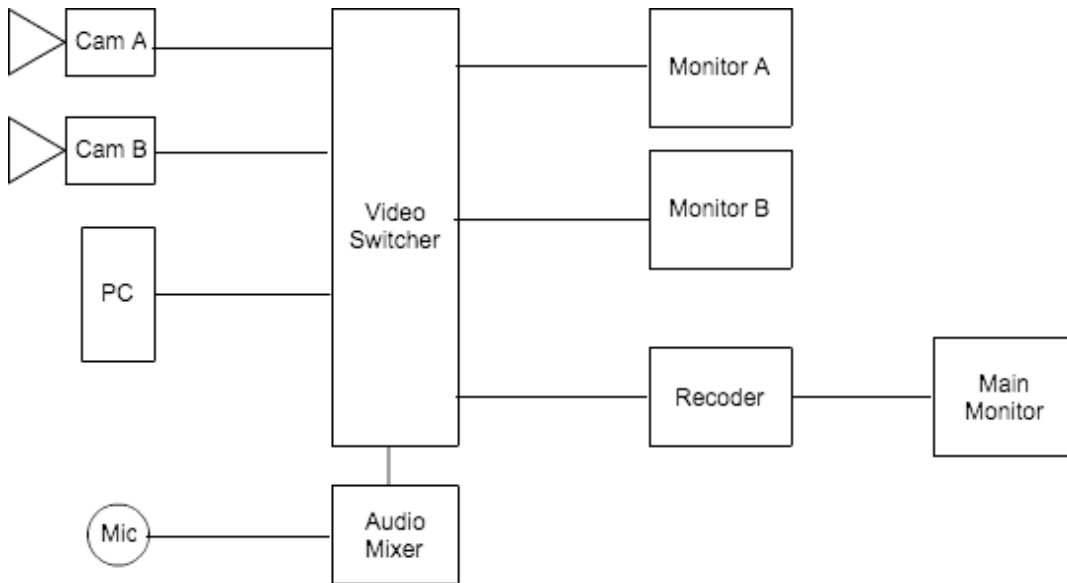 Cam A
Cam B
PC
Video
Switcher
Monitor A
Monitor B
Recoder
Main
Monitor
Mic
Audio
Mixer